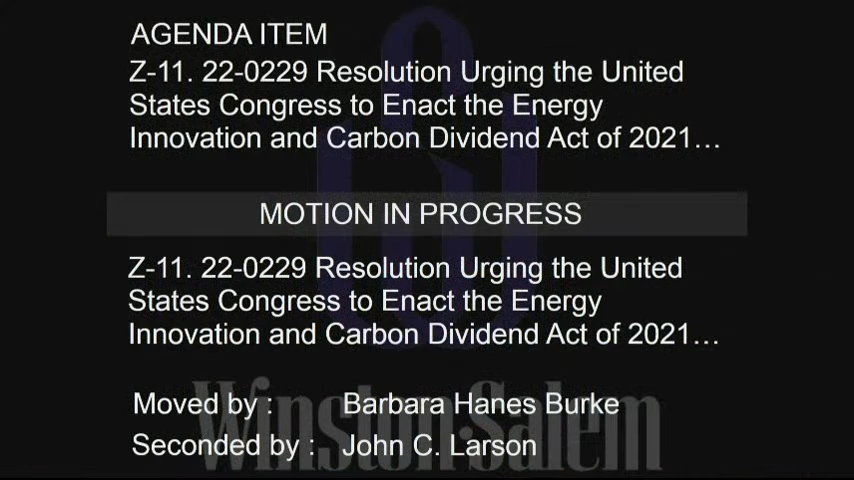 AGENDA ITEM
Z-11. 22-0229 Resolution Urging the United
States Congress to Enact the Energy
Innovation and Carbon Dividend Act of 2021…
MOTION IN PROGRESS
Z-11. 22-0229 Resolution Urging the United
States Congress to Enact the Energy
Innovation and Carbon Dividend Act of 2021…
Moved by : Barbara Hanes Burke
Seconded by : John C. Larson
Winston-Salem